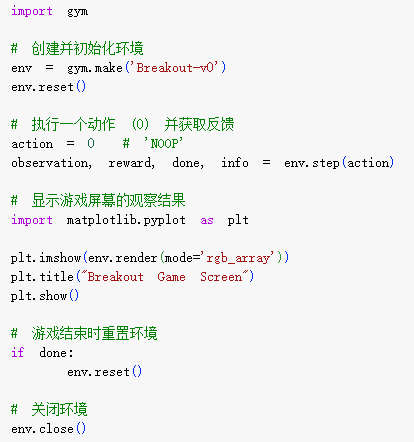 import gym
# 创建并初始化环境
env = gym.make('Breakout-v0')
env.reset()
# 执行一个动作 (0) 并获取反馈
action = 0 # 'NOOP'
observation, reward, done, info = env.step(action)
# 显示游戏屏幕的观察结果
import matplotlib.pyplot as plt
plt.imshow(env.render(mode='rgb_array'))
plt.title("Breakout Game Screen")
plt.show()
# 游戏结束时重置环境
if done:
env.reset()
# 关闭环境
env.close()